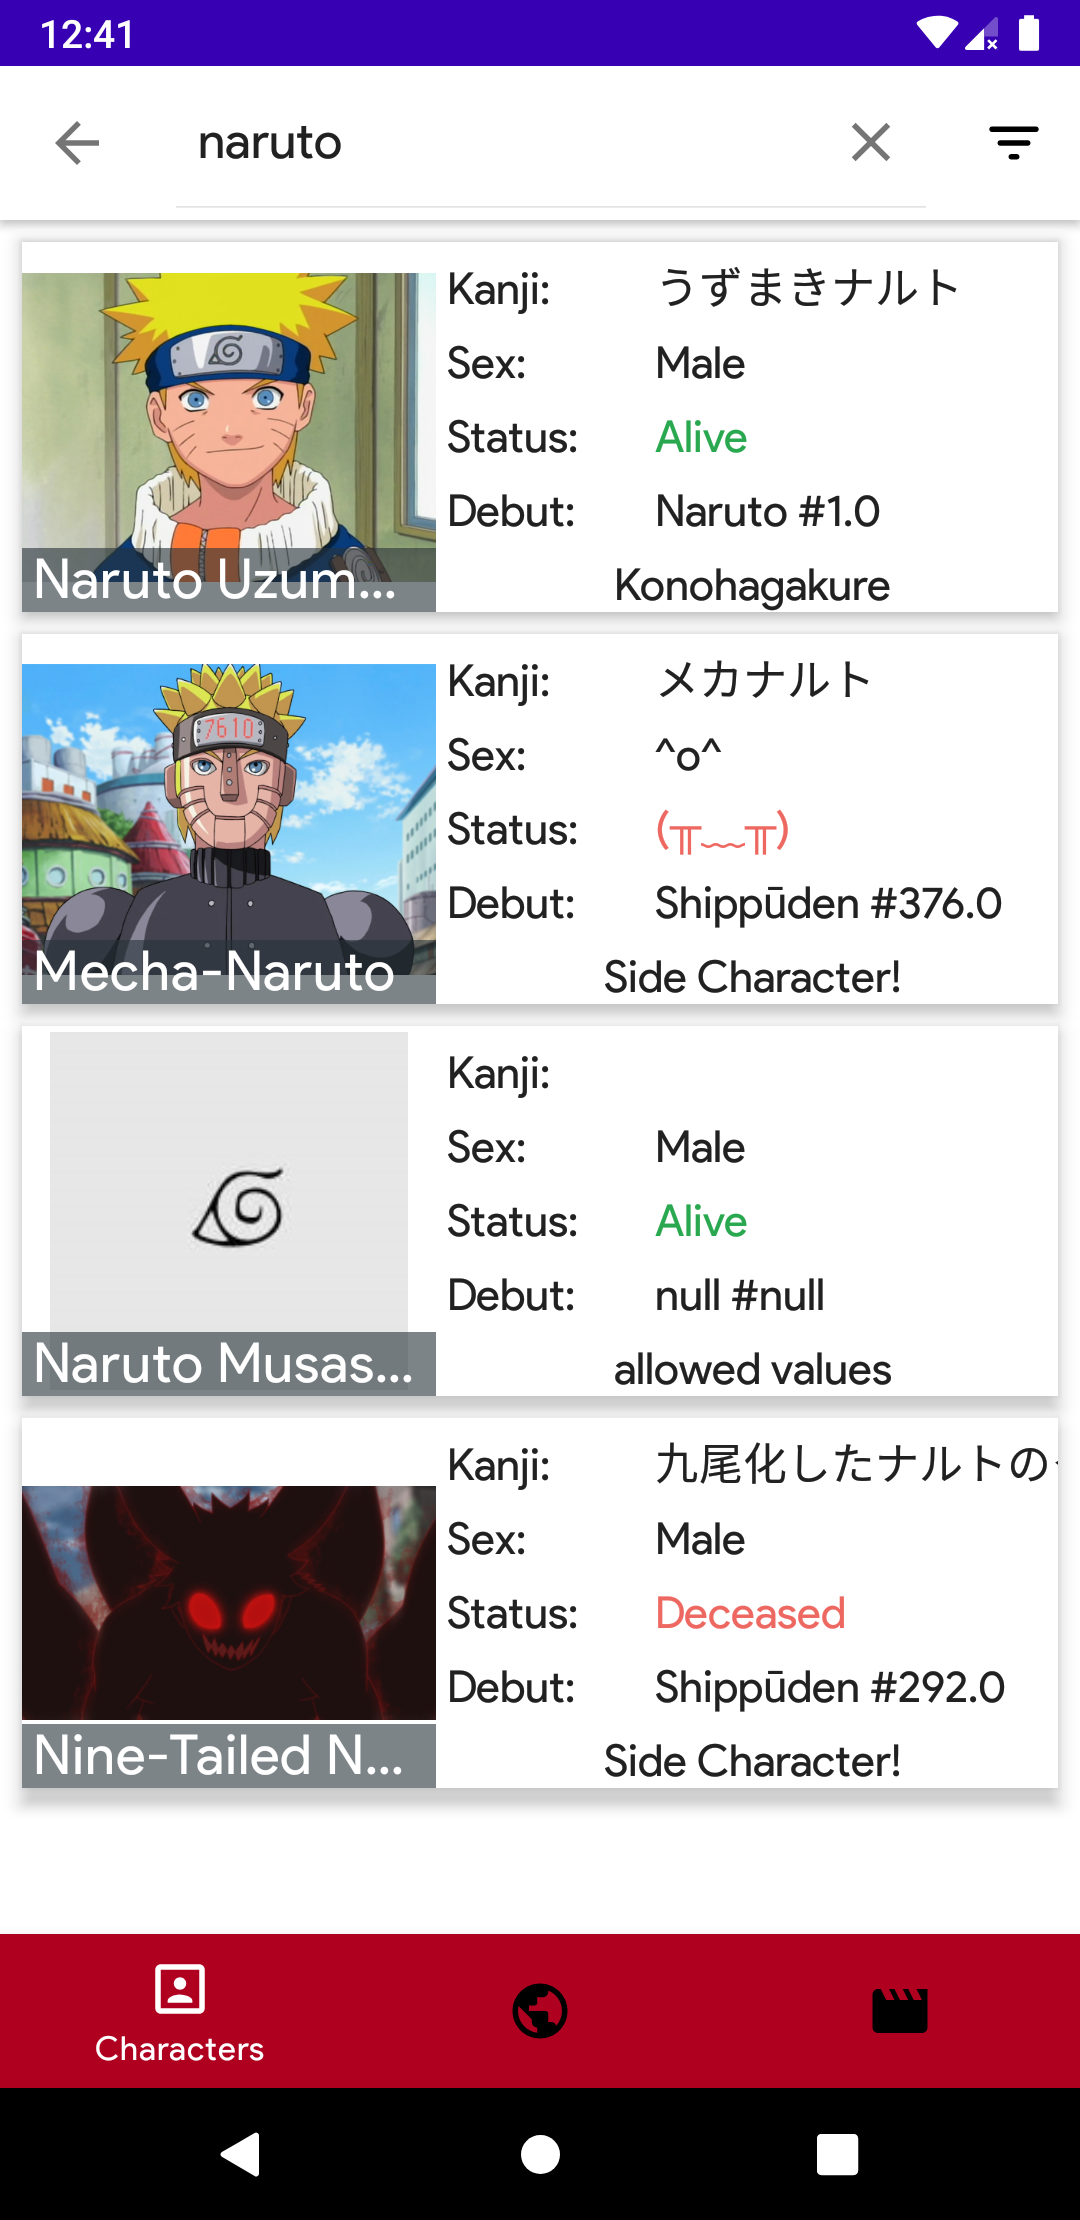 12:41
naruto
Kanji: うずまきナルト
Sex: Male
Status: Alive
Debut: Naruto #1.0
Naruto Uzum...
Konohagakure
7610
Kanji: メカナルト
Sex: ^o^
Status: (╥﹏╥)
Debut: Shippūden #376.0
Mecha-Naruto
Side Character!
Kanji:
Sex: Male
Status: Alive
Debut: null #null
Naruto Musas...
allowed values
Kanji: 九尾化したナルトの
Sex: Male
Status: Deceased
Debut: Shippūden #292.0
Nine-Tailed N...
Side Character!
Characters